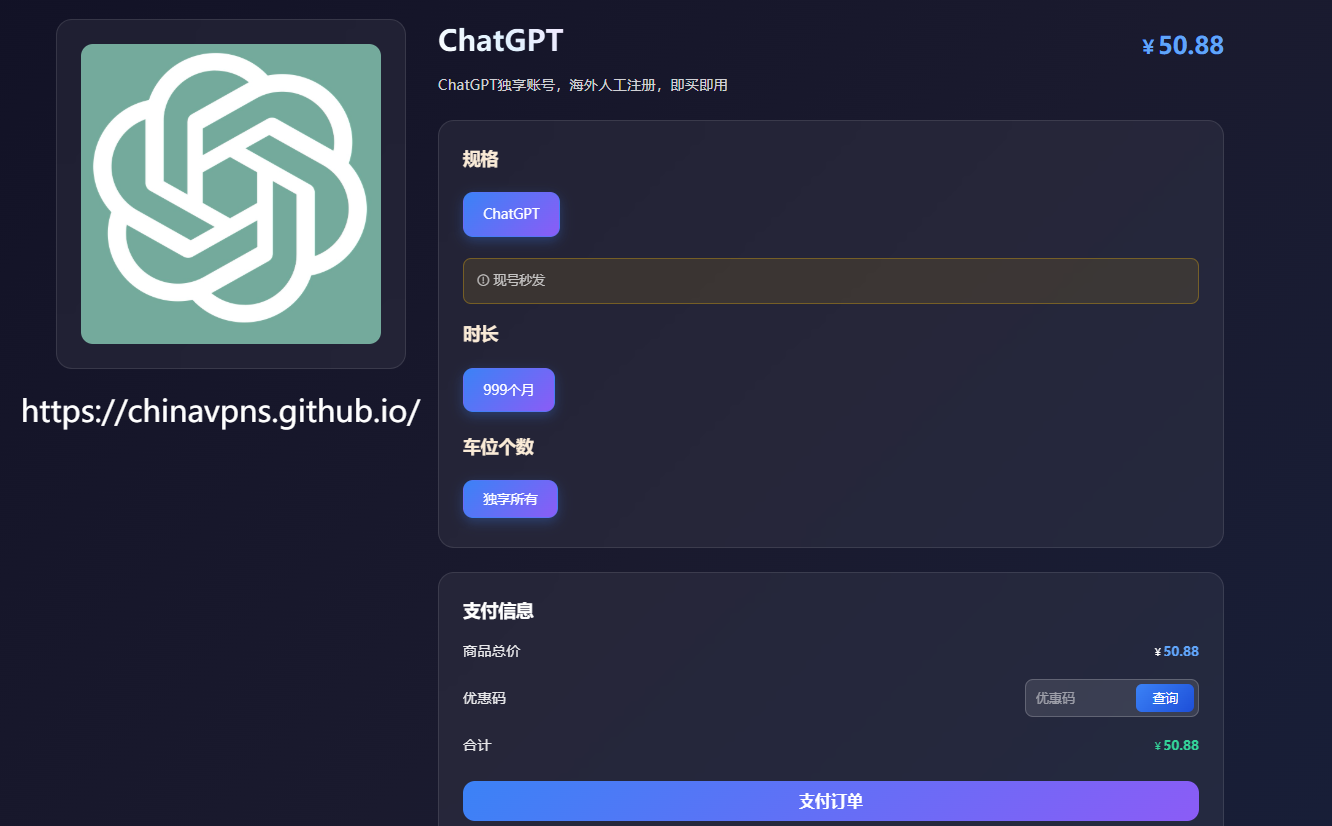 ChatGPT
¥50.88
ChatGPT独享账号，海外人工注册，即买即用
规格
ChatGPT
现号秒发
时长
999个月
https://chinavpns.github.io/
车位个数
独享所有
支付信息
商品总价
¥50.88
优惠码
优惠码
查询
合计
¥50.88
支付订单